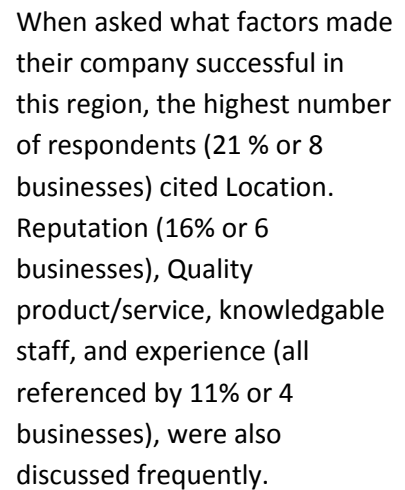 When asked what factors made
their company successful in
this region, the highest number
of respondents (21 % or 8
businesses) cited Location.
Reputation (16% or 6
businesses), Quality
product/service, knowledgable
staff, and experience (all
referenced by 11% or 4
businesses), were also
discussed frequently.